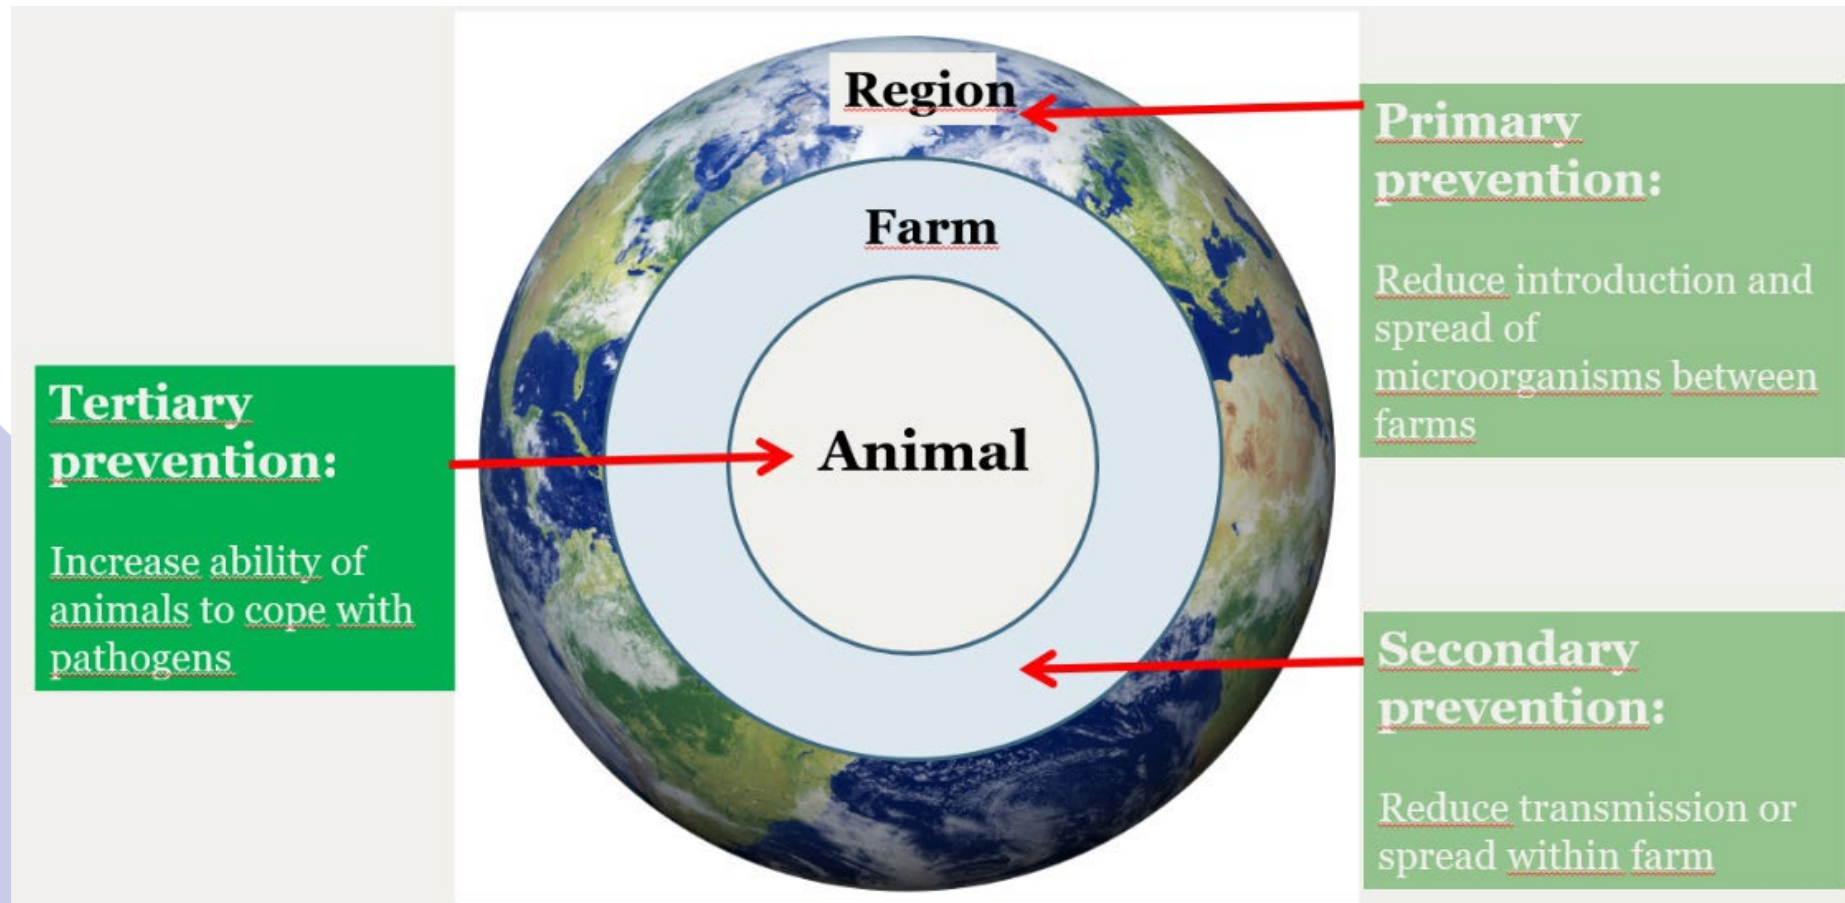 Region
Farm
Animal
Primary
prevention:
Reduce introduction and
spread of
microorganisms between
farms
Tertiary
prevention:
Increase ability of
animals to cope with
pathogens
Secondary
prevention:
Reduce transmission or
spread within farm